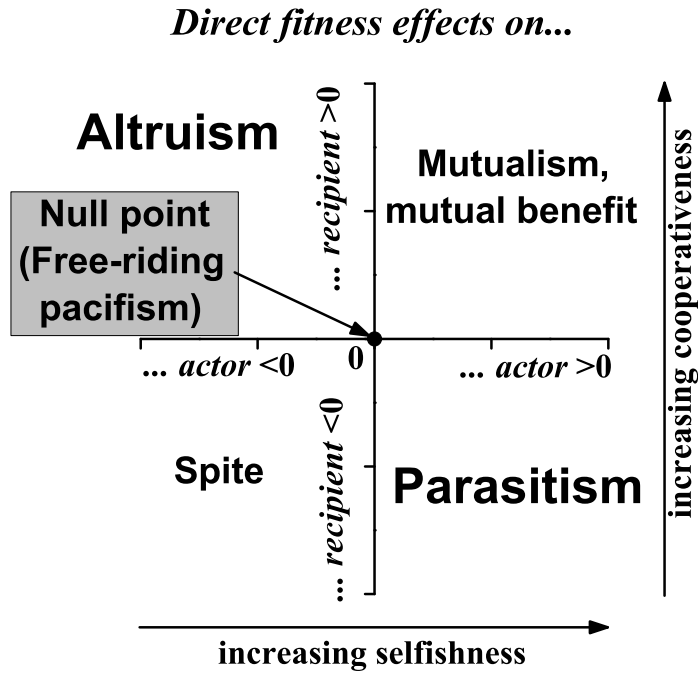 Direct fitness effects on...
Altruism
... recipient >0
Mutualism,
mutual benefit
Null point
(Free-riding
pacifism)
0
... actor <0
... actor >0
Spite
... recipient <0
Parasitism
increasing cooperativeness
increasing selfishness